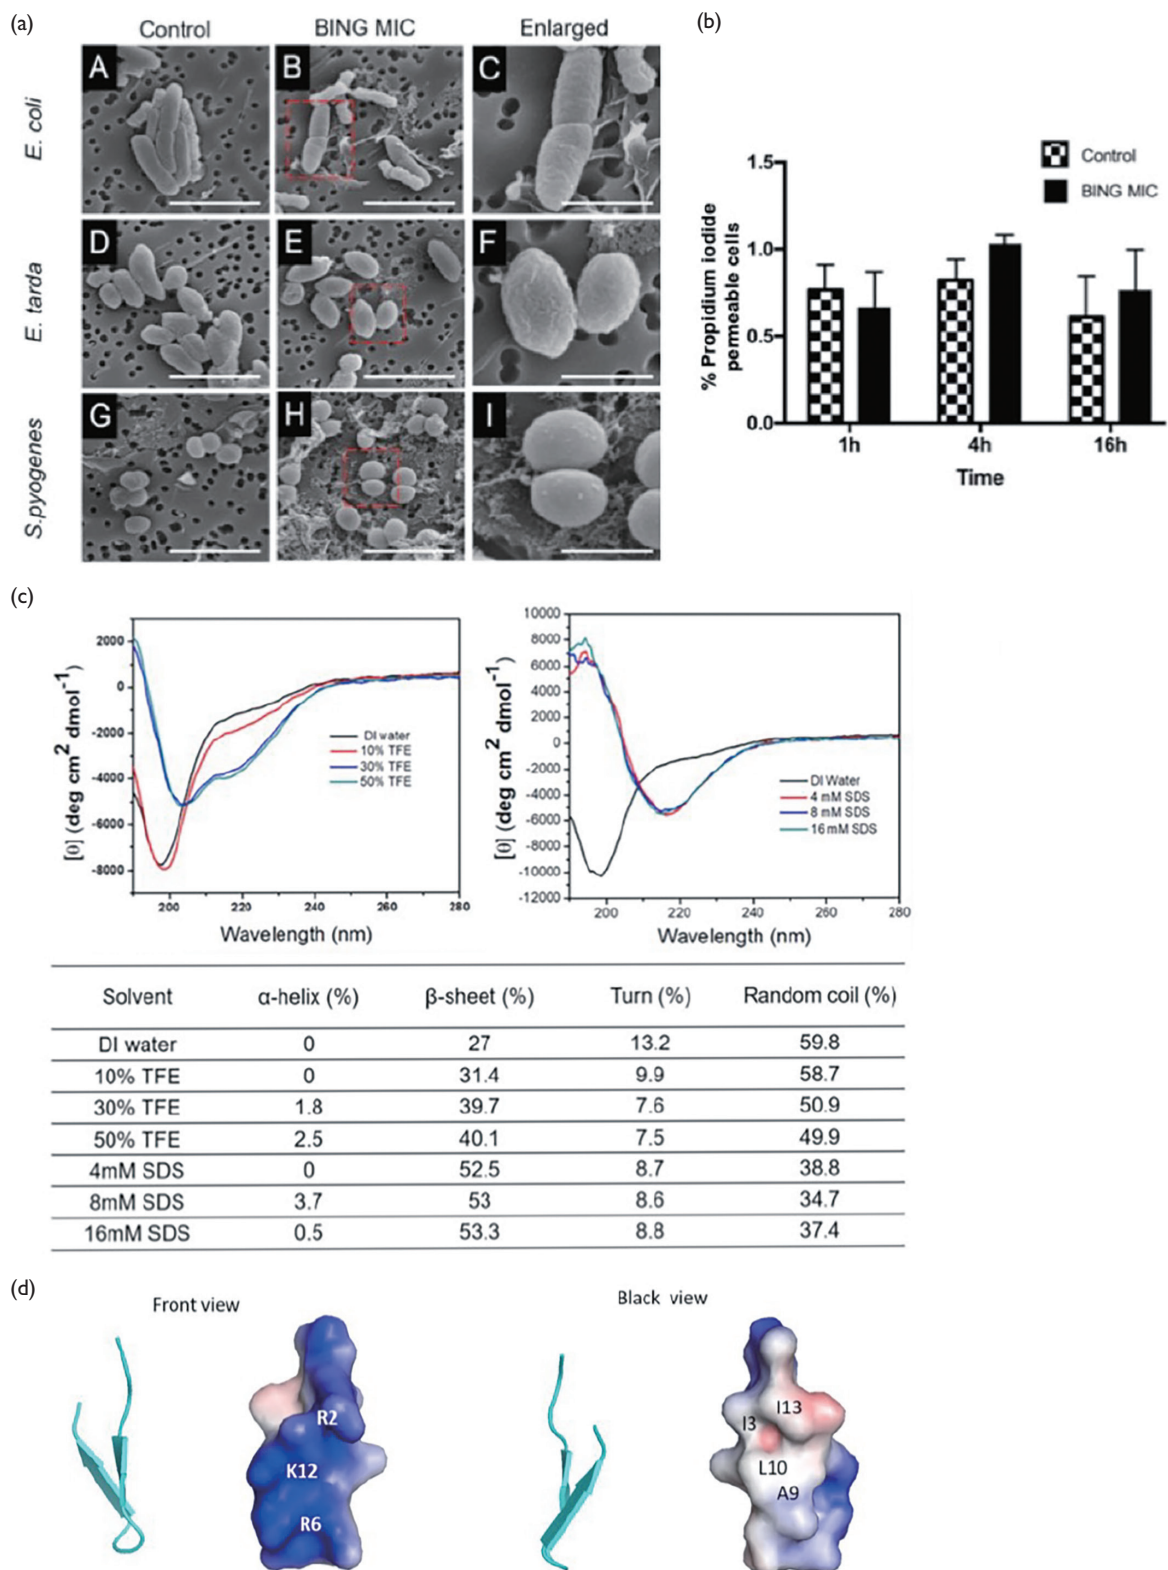 (a)
Control BING MIC Enlarged
E. coli
A B C
E. tarda
D E F
S.pyogenes
G H I
(b)
% Propidium iodide
permeable cells
1.5
1.0
0.5
0.0
1h 4h 16h
Time
Control
BING MIC
(c)
[θ] (deg cm2 dmol-1)
2000
0
-2000
-4000
-6000
-8000
200 220 240 260 280
Wavelength (nm)
DI water
10% TFE
30% TFE
50% TFE
[θ] (deg cm2 dmol-1)
10000
8000
6000
4000
2000
0
-2000
-4000
-6000
-8000
-10000
-12000
200 220 240 260 280
Wavelength (nm)
DI Water
4 mM SDS
8 mM SDS
16 mM SDS
Solvent α-helix (%) β-sheet (%) Turn (%) Random coil (%)
DI water 0 27 13.2 59.8
10% TFE 0 31.4 9.9 58.7
30% TFE 1.8 39.7 7.6 50.9
50% TFE 2.5 40.1 7.5 49.9
4mM SDS 0 52.5 8.7 38.8
8mM SDS 3.7 53 8.6 34.7
16mM SDS 0.5 53.3 8.8 37.4
(d)
Front view Black view
R2
K12
R6
I13
I3
L10
A9